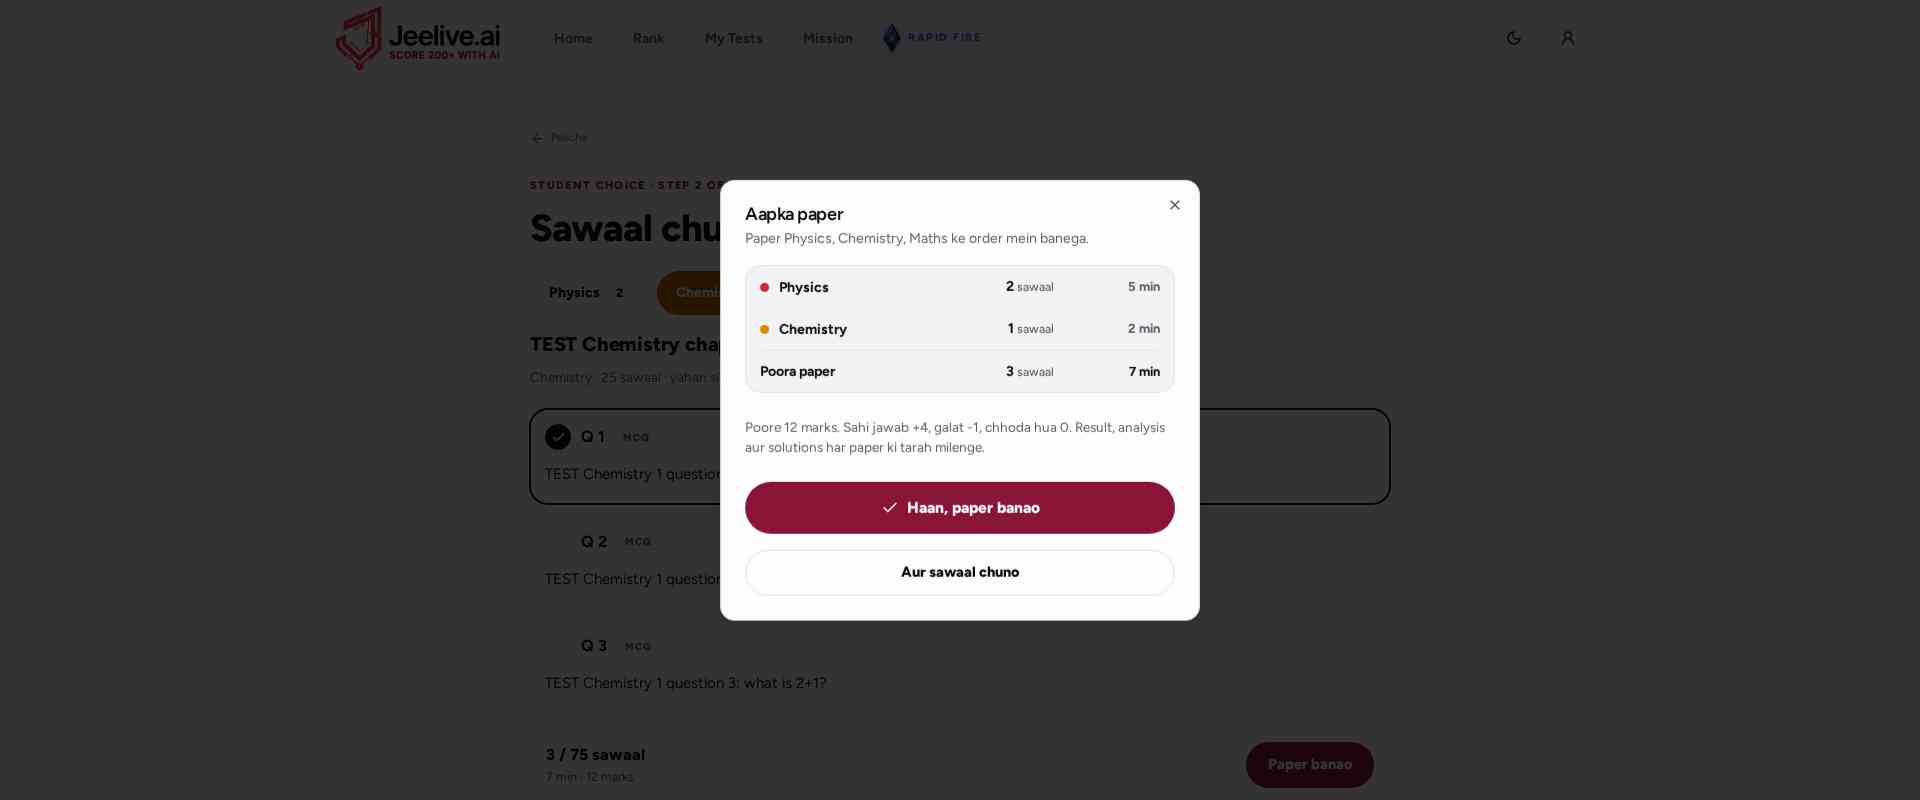 Jeelive.ai
SCORE 200+ WITH AI
Home
Rank
My Tests
Mission
RAPID FIRE
STUDENT CHOICE · STEP 2 OF
Sawaal chu
Physics 2
Chemis
TEST Chemistry chap
Chemistry · 25 sawaal · yahan
Q 1 MCQ
TEST Chemistry 1 question
Q 2 MCQ
TEST Chemistry 1 question
Q 3 MCQ
TEST Chemistry 1 question 3: what is 2+1?
3 / 75 sawaal
7 min · 12 marks
Paper banao
Aapka paper
Paper Physics, Chemistry, Maths ke order mein banega.
Physics 2 sawaal 5 min
Chemistry 1 sawaal 2 min
Poora paper 3 sawaal 7 min
Poore 12 marks. Sahi jawab +4, galat -1, chhoda hua 0. Result, analysis
aur solutions har paper ki tarah milenge.
Haan, paper banao
Aur sawaal chuno